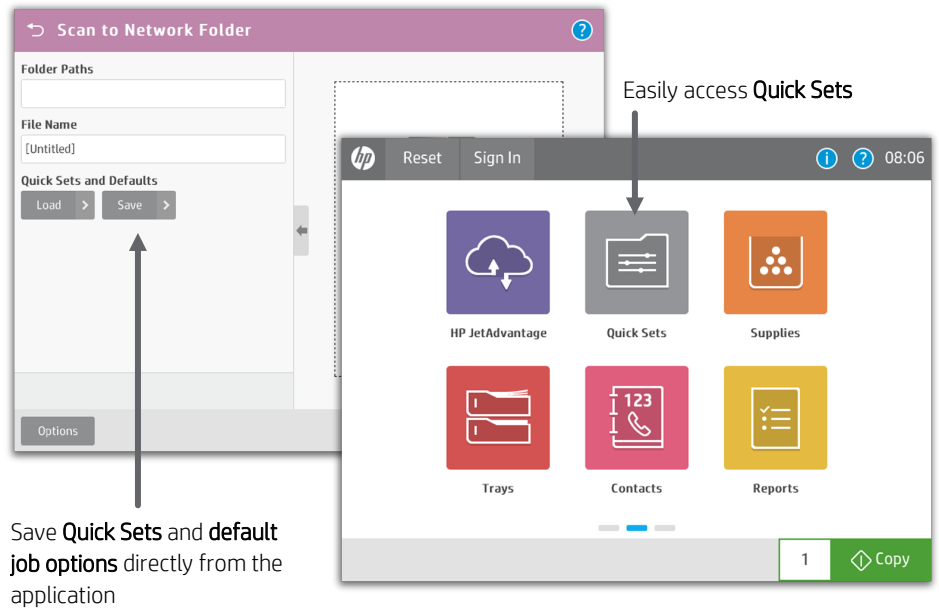 Scan to Network Folder
?
Folder Paths
File Name
[Untitled]
Quick Sets and Defaults
Load > Save >
Options
Save Quick Sets and default
job options directly from the
application
Easily access Quick Sets
hp Reset Sign In i ? 08:06
HP JetAdvantage Quick Sets Supplies
123
Trays Contacts Reports
1 Copy